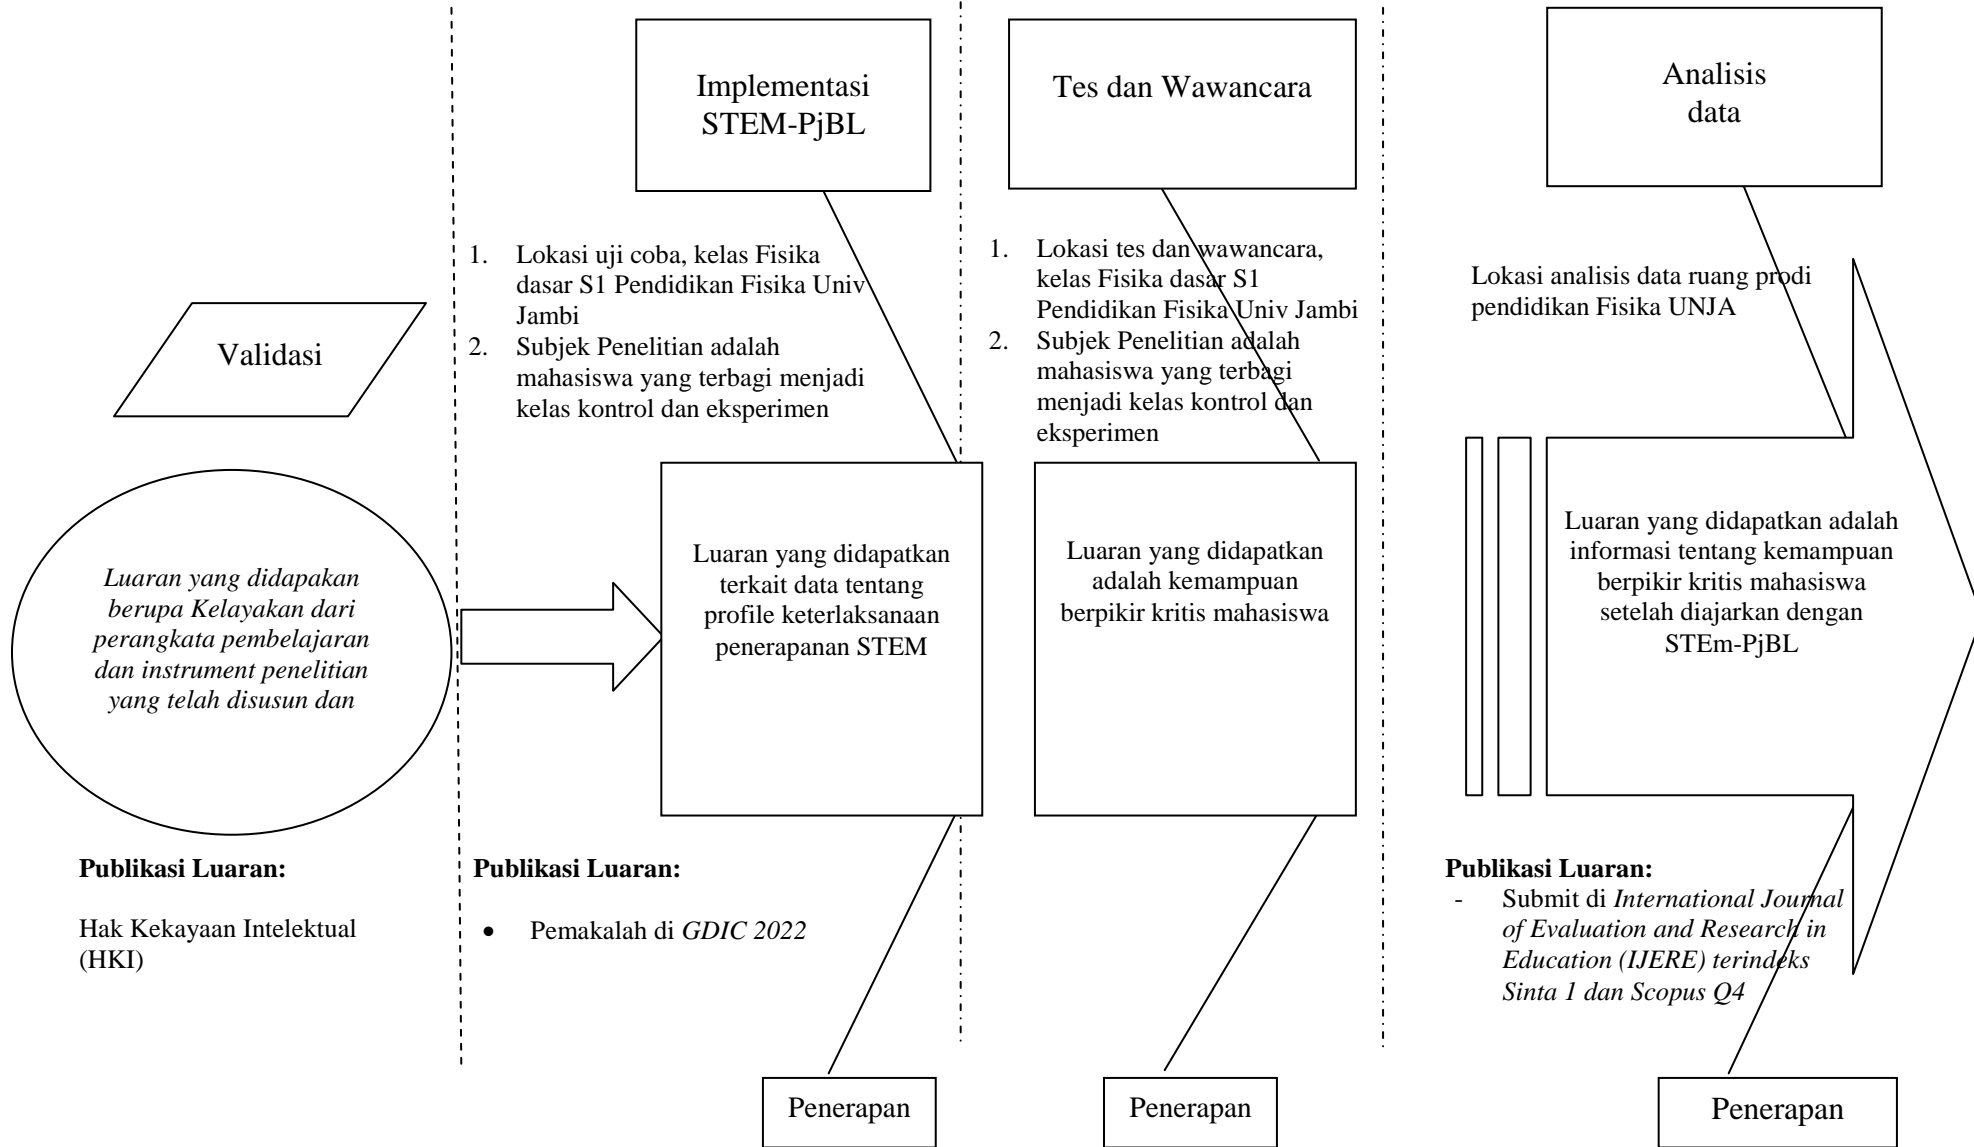 Validasi
Luaran yang didapakan
berupa Kelayakan dari
perangkata pembelajaran
dan instrument penelitian
yang telah disusun dan
Publikasi Luaran:
Hak Kekayaan Intelektual
(HKI)
Implementasi
STEM-PjBL
1. Lokasi uji coba, kelas Fisika
dasar S1 Pendidikan Fisika Univ
Jambi
2. Subjek Penelitian adalah
mahasiswa yang terbagi menjadi
kelas kontrol dan eksperimen
Luaran yang didapatkan
terkait data tentang
profile keterlaksanaan
penerapanan STEM
Publikasi Luaran:
• Pemakalah di GDIC 2022
Penerapan
Tes dan Wawancara
1. Lokasi tes dan wawancara,
kelas Fisika dasar S1
Pendidikan Fisika Univ Jambi
2. Subjek Penelitian adalah
mahasiswa yang terbagi
menjadi kelas kontrol dan
eksperimen
Luaran yang didapatkan
adalah kemampuan
berpikir kritis mahasiswa
Penerapan
Analisis
data
Lokasi analisis data ruang prodi
pendidikan Fisika UNJA
Luaran yang didapatkan adalah
informasi tentang kemampuan
berpikir kritis mahasiswa
setelah diajarkan dengan
STEm-PjBL
Publikasi Luaran:
- Submit di International Journal
of Evaluation and Research in
Education (IJERE) terindeks
Sinta 1 dan Scopus Q4
Penerapan